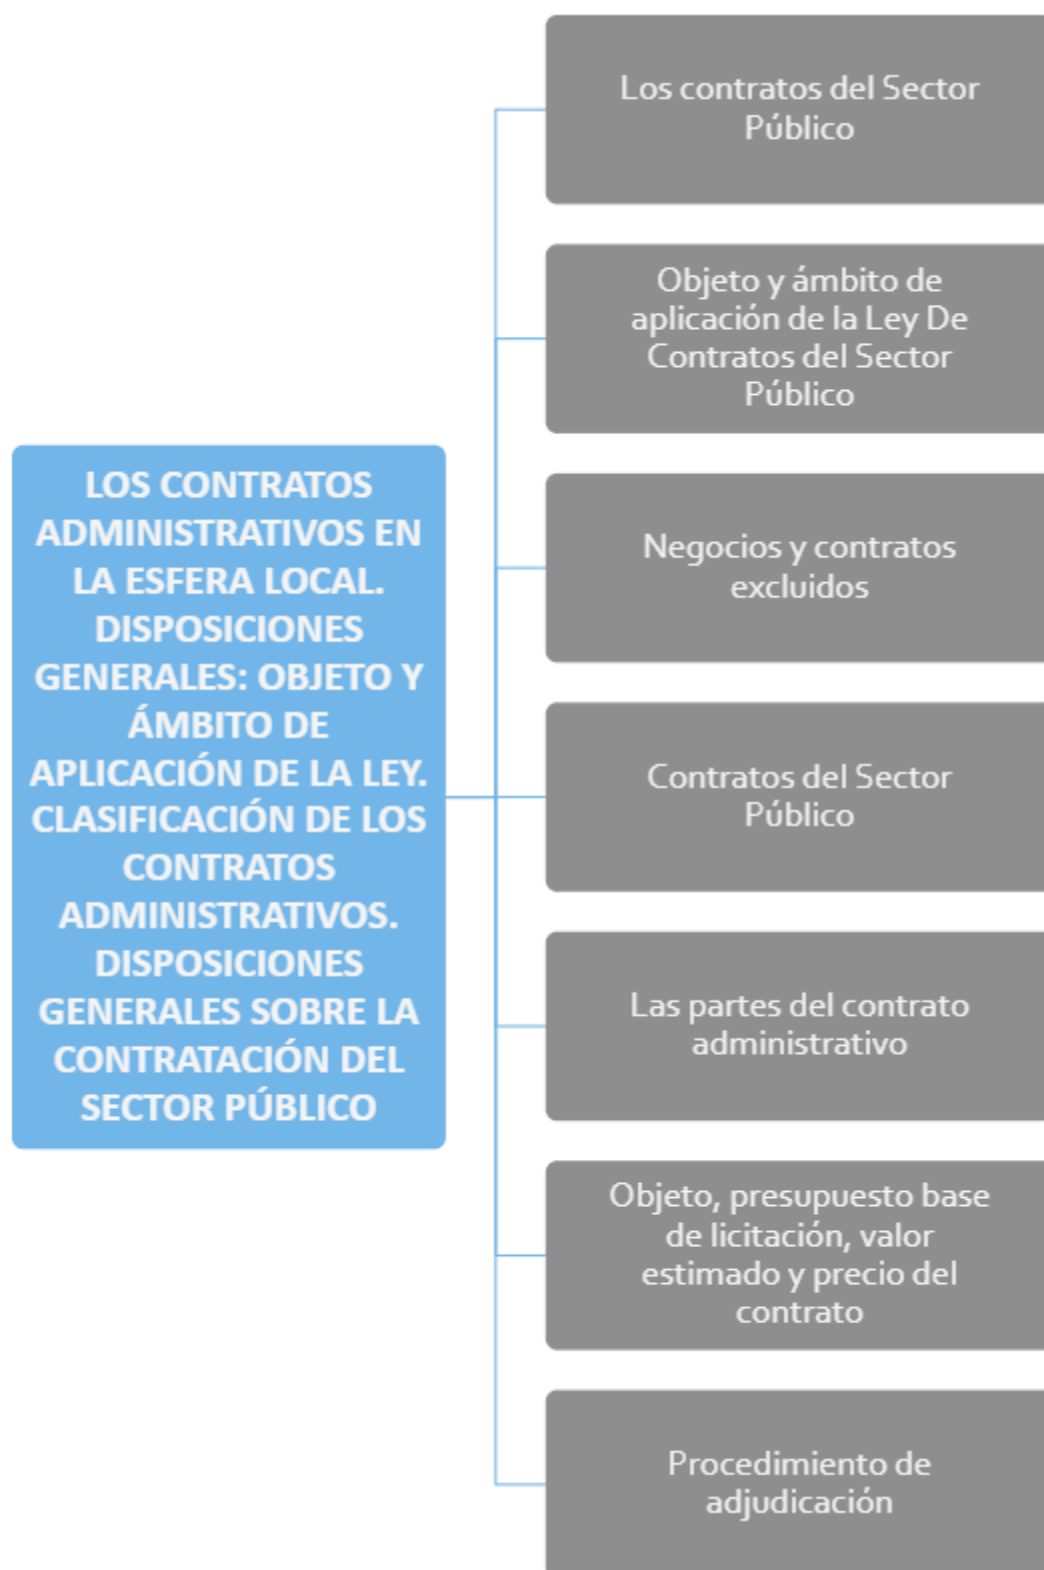 LOS CONTRATOS
ADMINISTRATIVOS EN
LA ESFERA LOCAL.
DISPOSICIONES
GENERALES: OBJETO Y
ÁMBITO DE
APLICACIÓN DE LA LEY.
CLASIFICACIÓN DE LOS
CONTRATOS
ADMINISTRATIVOS.
DISPOSICIONES
GENERALES SOBRE LA
CONTRATACIÓN DEL
SECTOR PÚBLICO
Los contratos del Sector
Público
Objeto y ámbito de
aplicación de la Ley De
Contratos del Sector
Público
Negocios y contratos
excluidos
Contratos del Sector
Público
Las partes del contrato
administrativo
Objeto, presupuesto base
de licitación, valor
estimado y precio del
contrato
Procedimiento de
adjudicación